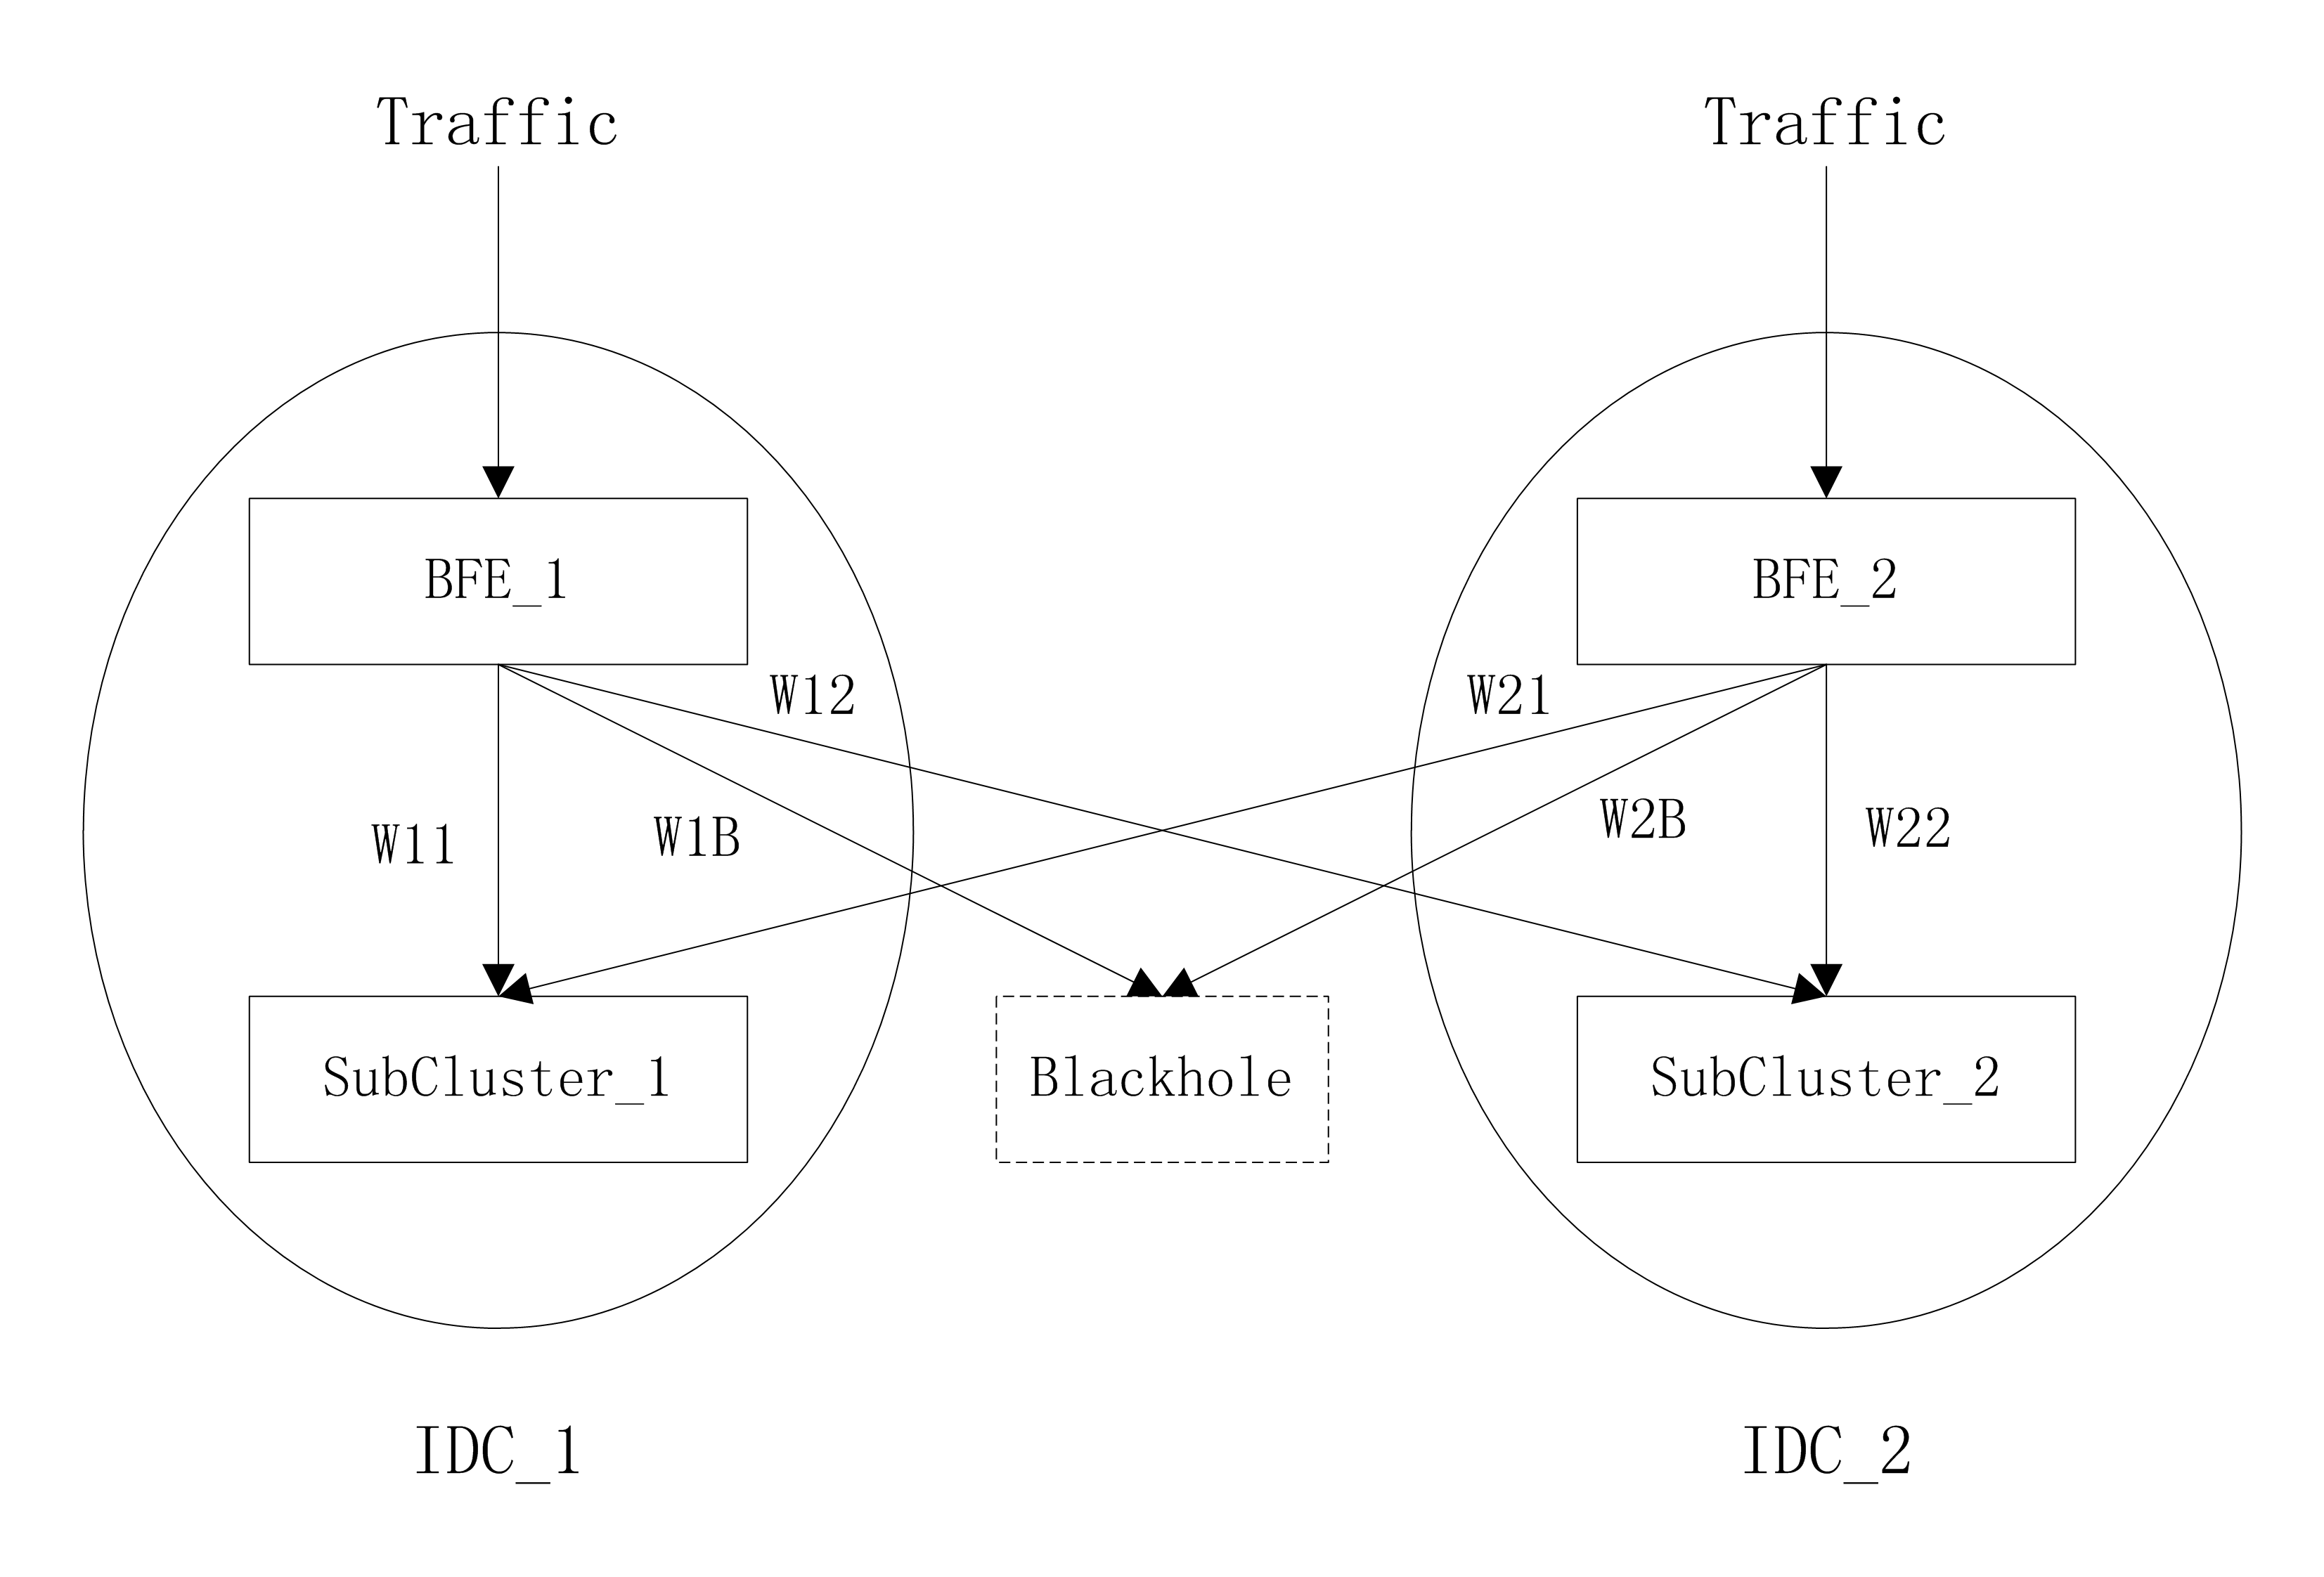 Traffic
Traffic
BFE_1
BFE_2
W12
W21
W11
W1B
W2B
W22
SubCluster_1
Blackhole
SubCluster_2
IDC_1
IDC_2